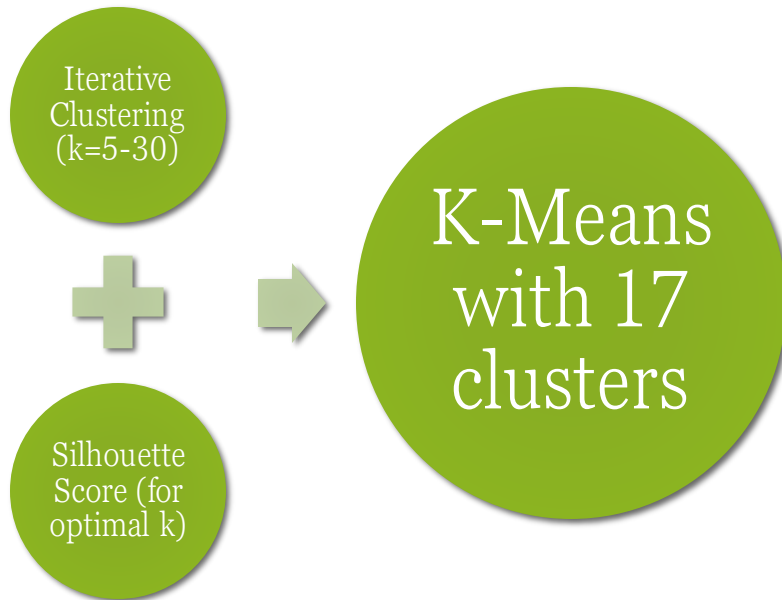 Iterative
Clustering
(k=5-30)
Silhouette
Score (for
optimal k)
K-Means
with 17
clusters